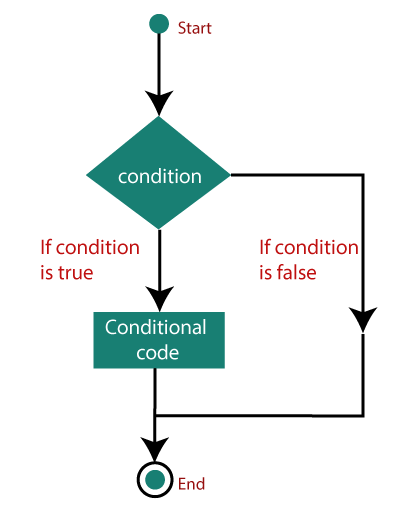 Start
condition
If condition
is true
If condition
is false
Conditional
code
End